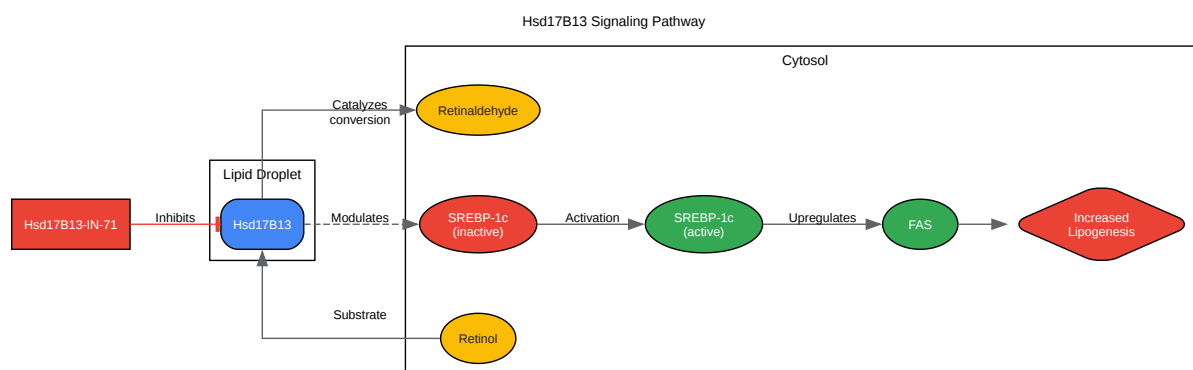 Hsd17B13 Signaling Pathway
Cytosol
Catalyzes
conversion
Retinaldehyde
Lipid Droplet
Hsd17B13-IN-71
Inhibits
Hsd17B13
Modulates
SREBP-1c
(inactive)
Activation
SREBP-1c
(active)
Upregulates
FAS
Increased
Lipogenesis
Substrate
Retinol